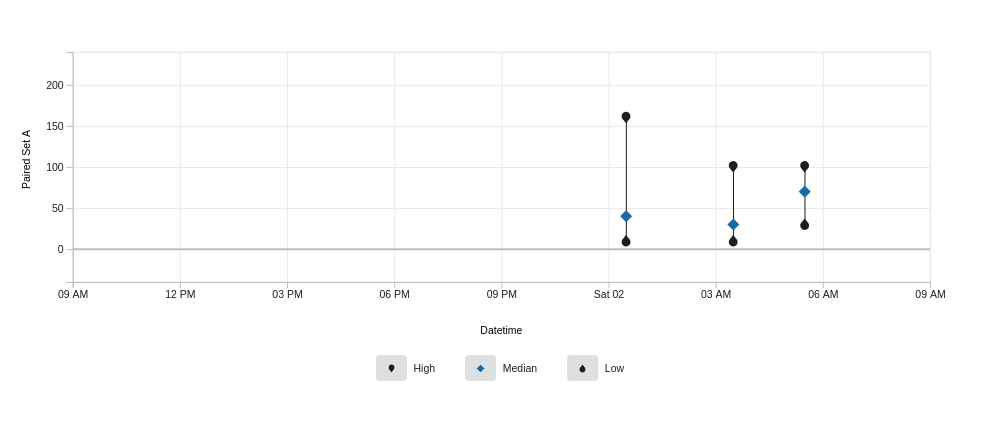 200
150
100
50
0
Paired Set A
09 AM 12 PM 03 PM 06 PM 09 PM Sat 02 03 AM 06 AM 09 AM
Datetime
High Median Low